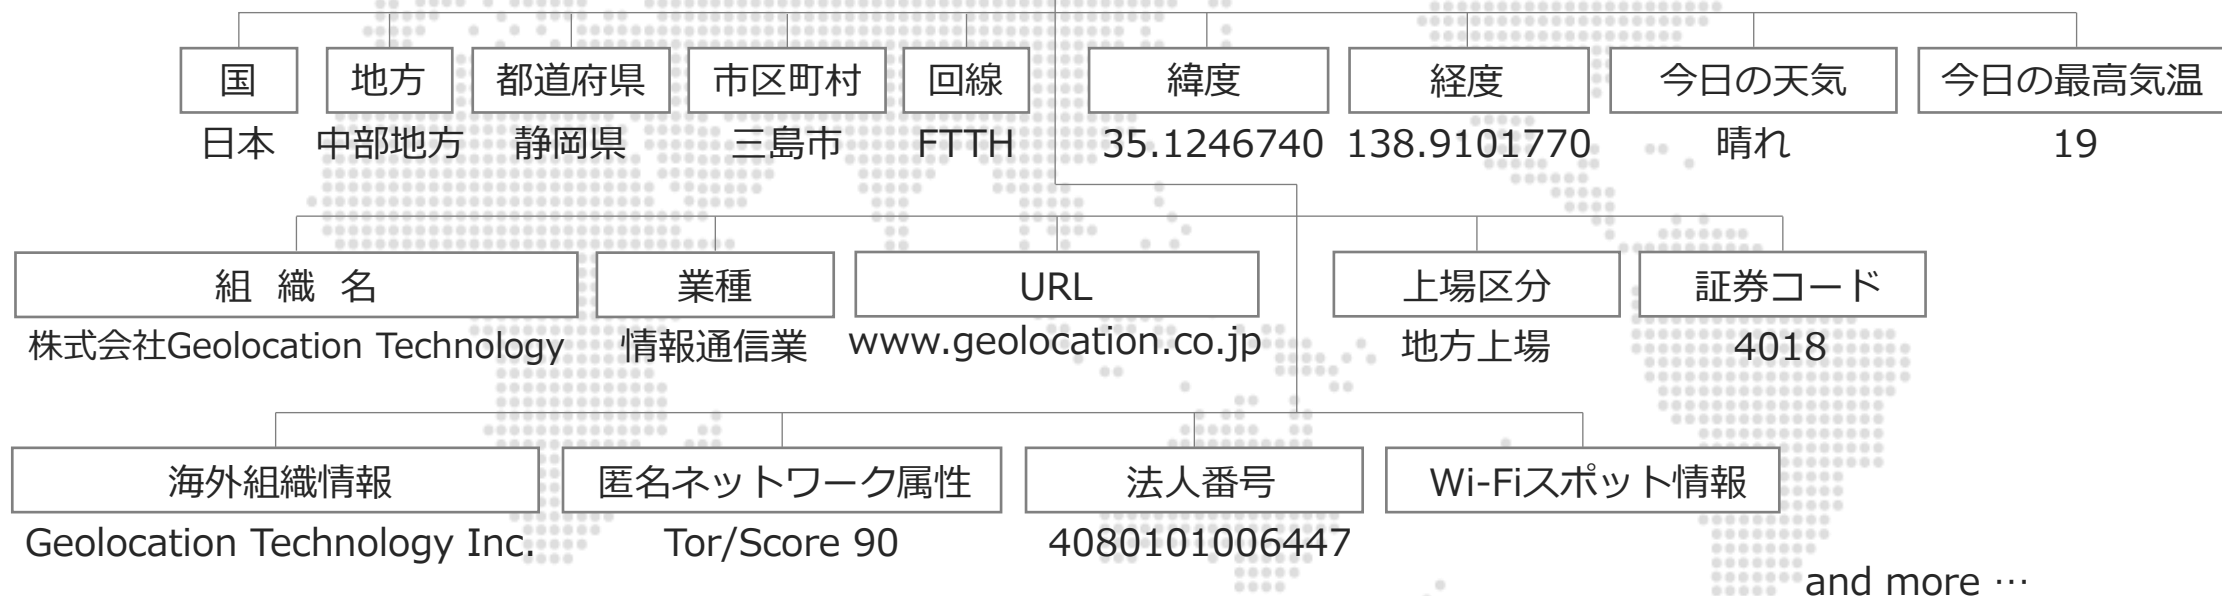 国 地方 都道府県 市区町村 回線 緯度 経度 今日の天気 今日の最高気温
日本 中部地方 静岡県 三島市 FTTH 35.1246740 138.9101770 晴れ 19
組 織 名 業種 URL 上場区分 証券コード
株式会社Geolocation Technology 情報通信業 www.geolocation.co.jp 地方上場 4018
海外組織情報 匿名ネットワーク属性 法人番号 Wi-Fiスポット情報
Geolocation Technology Inc. Tor/Score 90 4080101006447
and more …